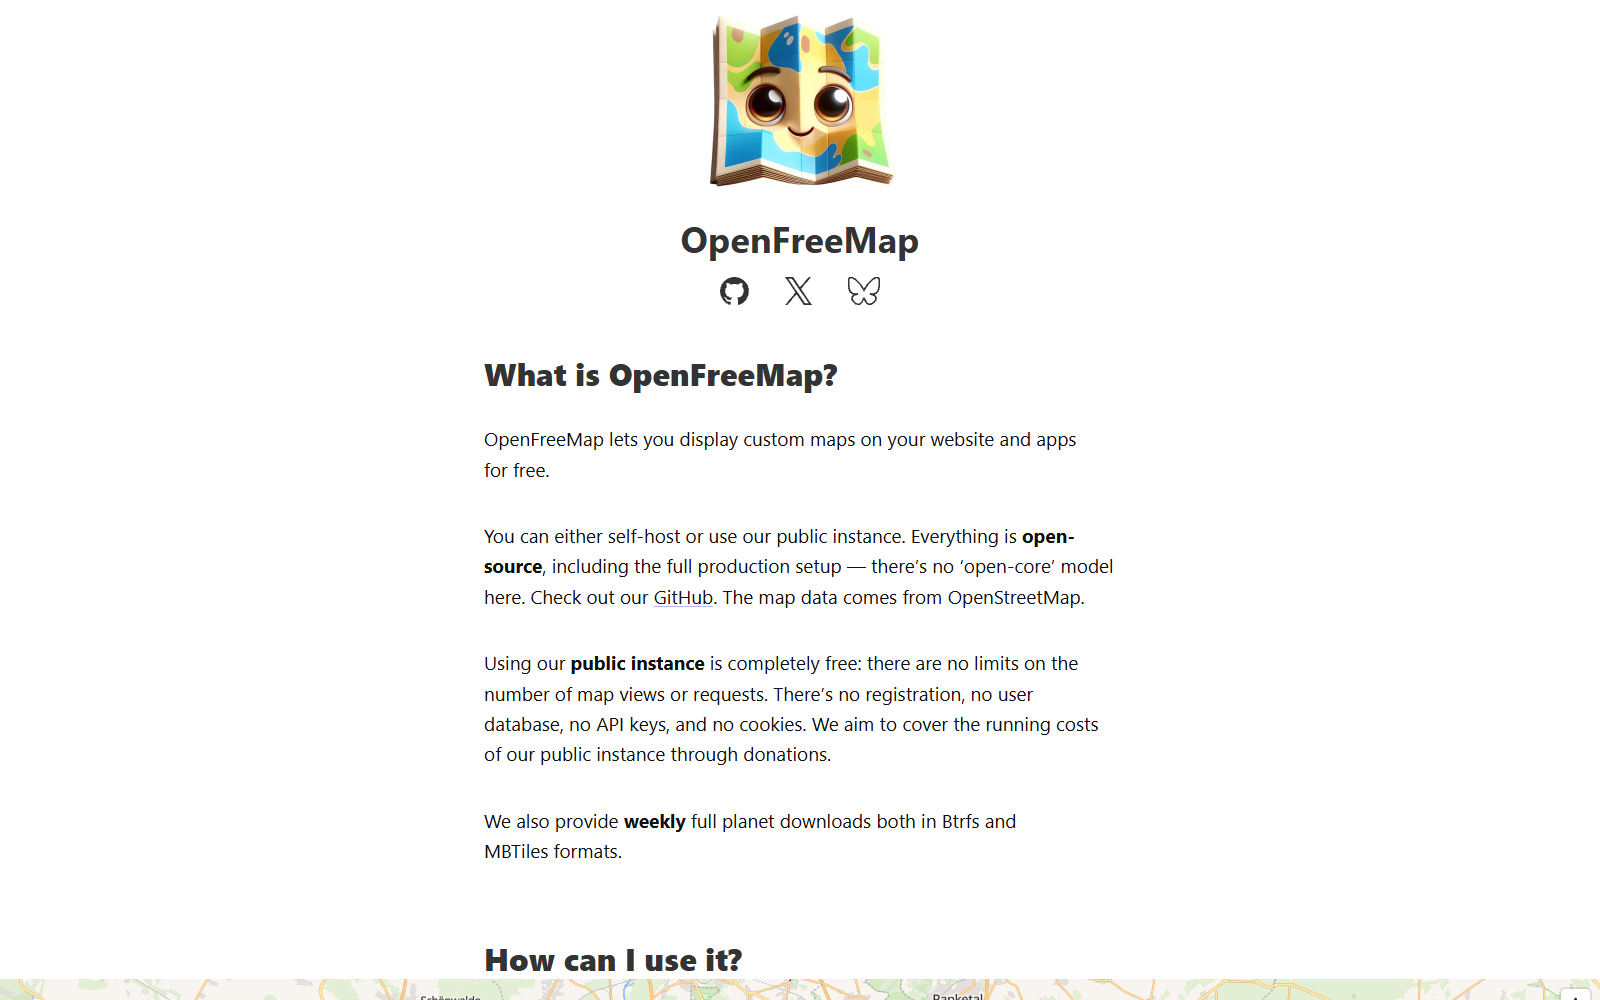 OpenFreeMap
What is OpenFreeMap?
OpenFreeMap lets you display custom maps on your website and apps
for free.
You can either self-host or use our public instance. Everything is open-
source, including the full production setup — there’s no ‘open-core’ model
here. Check out our GitHub. The map data comes from OpenStreetMap.
Using our public instance is completely free: there are no limits on the
number of map views or requests. There’s no registration, no user
database, no API keys, and no cookies. We aim to cover the running costs
of our public instance through donations.
We also provide weekly full planet downloads both in Btrfs and
MBTiles formats.
How can I use it?
Schönwalde
Panketal